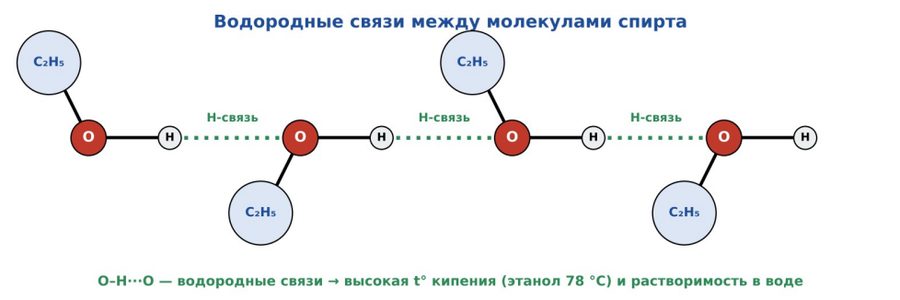 Водородные связи между молекулами спирта
C₂H₅
C₂H₅
Н-связь
Н-связь
Н-связь
O
H
O
H
O
H
O
H
C₂H₅
C₂H₅
O–H···O — водородные связи → высокая t° кипения (этанол 78 °C) и растворимость в воде